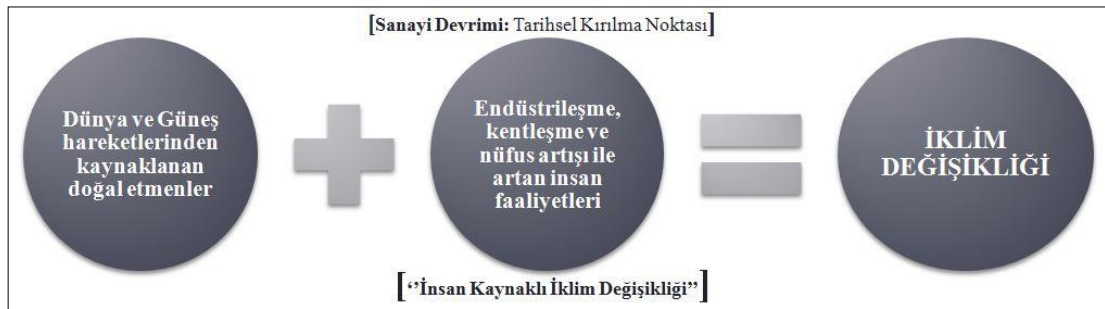 [Sanayi Devrimi: Tarihsel Kırılma Noktası]
Dünya ve Güneş
hareketlerinden
kaynaklanan
doğal etmenler
Endüstrileşme,
kentleşme ve
nüfus artışı ile
artan insan
faaliyetleri
İKLİM
DEĞİŞİKLİĞİ
[‘’İnsan Kaynaklı İklim Değişikliği’’]